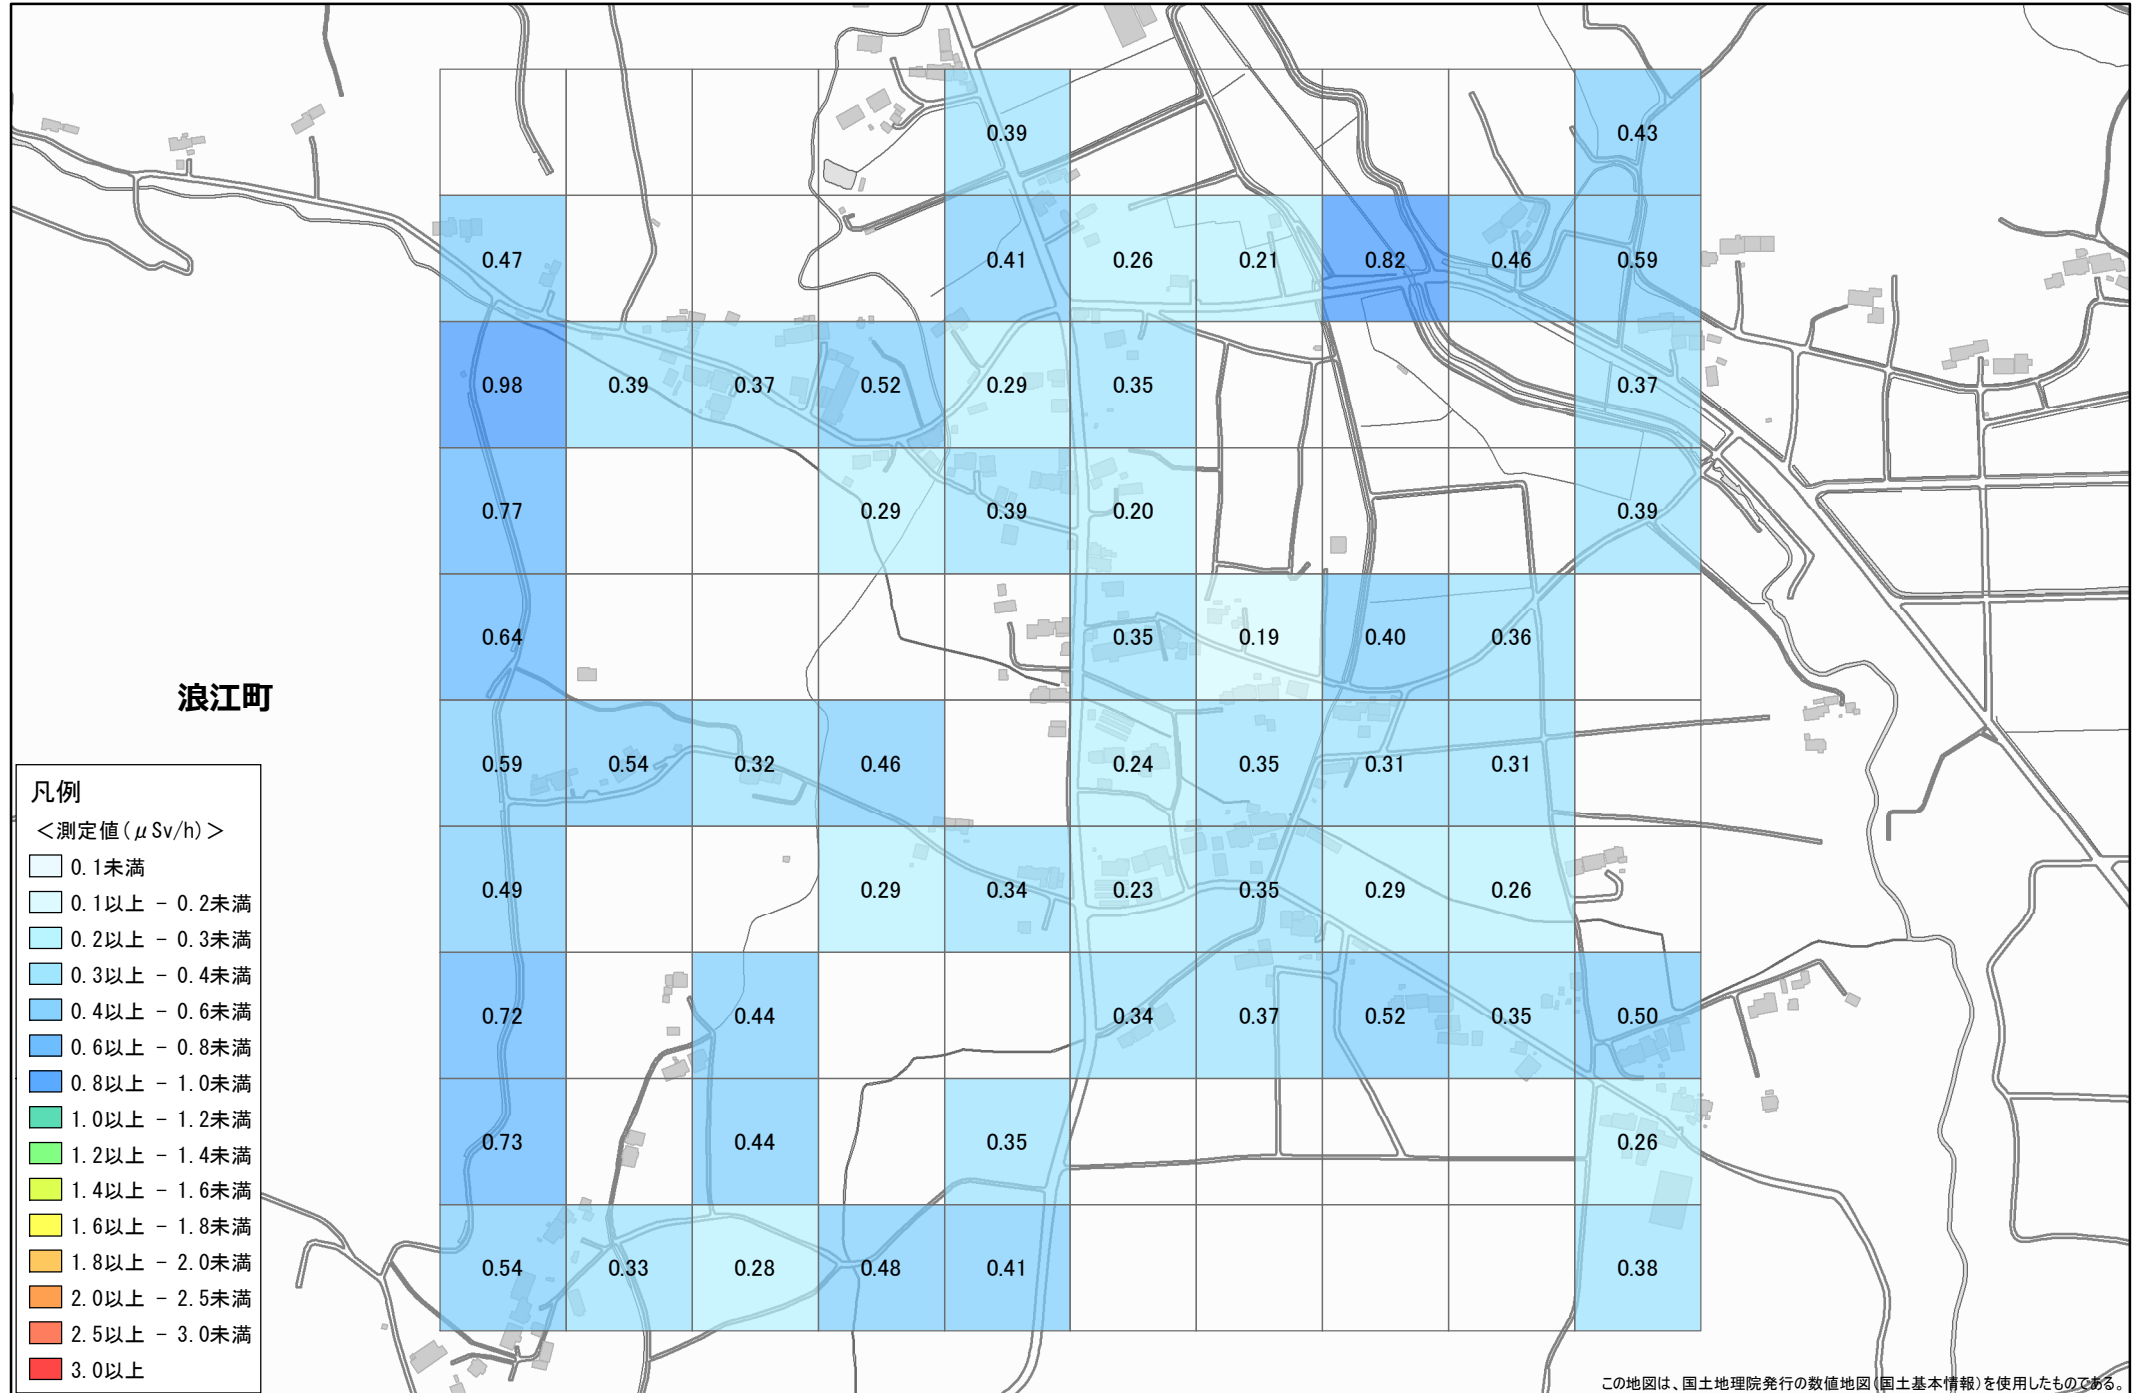 0.39 0.43
0.47 0.41 0.26 0.21 0.82 0.46 0.59
0.98 0.39 0.37 0.52 0.29 0.35 0.37
0.77 0.29 0.39 0.20 0.39
0.64 0.35 0.19 0.40 0.36
浪江町
0.59 0.54 0.32 0.46 0.24 0.35 0.31 0.31
0.49 0.29 0.34 0.23 0.35 0.29 0.26
0.72 0.44 0.34 0.37 0.52 0.35 0.50
0.73 0.44 0.35 0.26
0.54 0.33 0.28 0.48 0.41 0.38
凡例
＜測定値(μSv/h)＞
0.1未満
0.1以上 - 0.2未満
0.2以上 - 0.3未満
0.3以上 - 0.4未満
0.4以上 - 0.6未満
0.6以上 - 0.8未満
0.8以上 - 1.0未満
1.0以上 - 1.2未満
1.2以上 - 1.4未満
1.4以上 - 1.6未満
1.6以上 - 1.8未満
1.8以上 - 2.0未満
2.0以上 - 2.5未満
2.5以上 - 3.0未満
3.0以上
この地図は、国土地理院発行の数値地図(国土基本情報)を使用したものである。